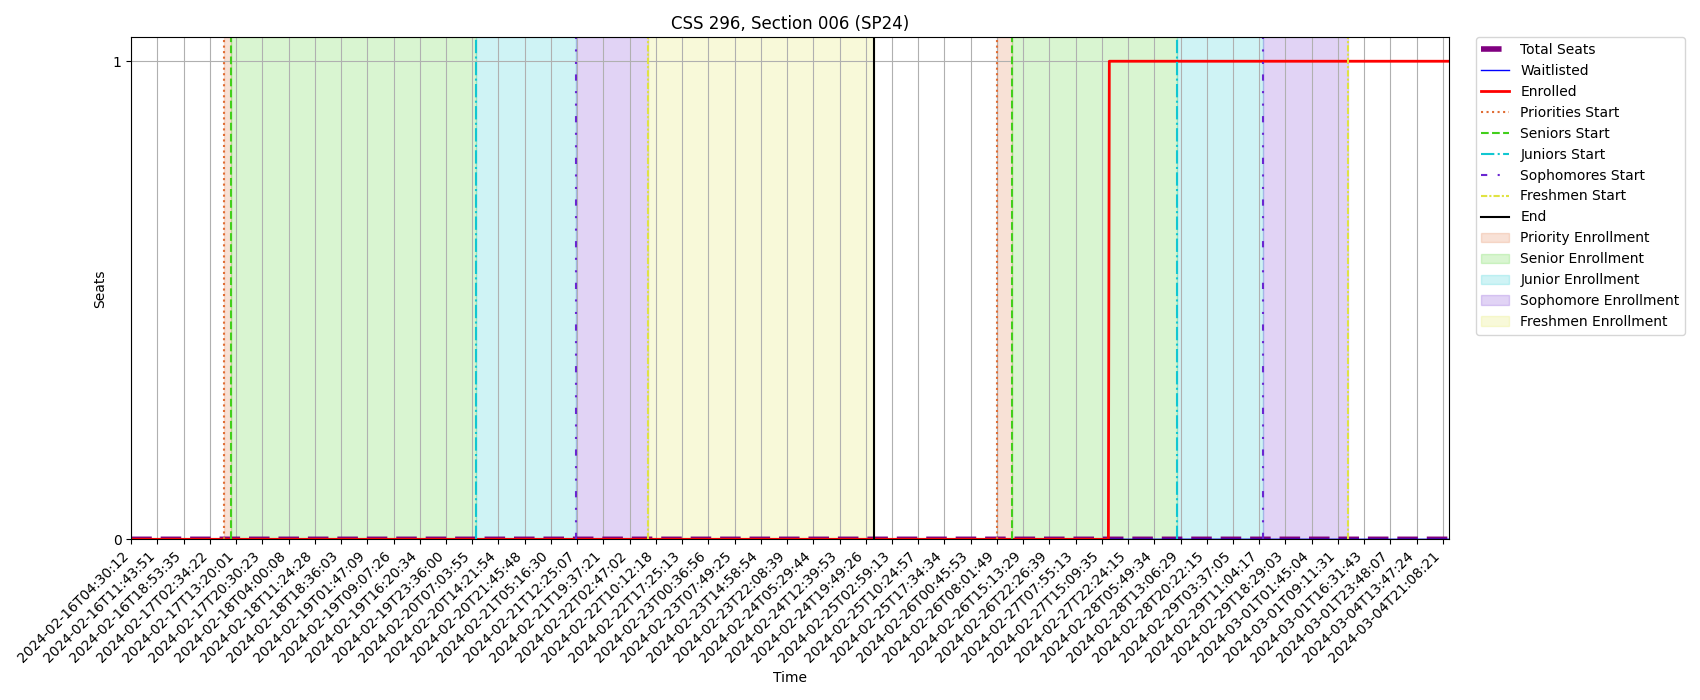 CSS 296, Section 006 (SP24)
Seats
1
0
2024-02-16T04:30:12
2024-02-16T11:43:51
2024-02-16T18:53:35
2024-02-17T02:34:22
2024-02-17T13:20:01
2024-02-17T20:30:23
2024-02-18T04:00:08
2024-02-18T11:24:28
2024-02-18T18:36:03
2024-02-19T01:47:09
2024-02-19T09:07:26
2024-02-19T16:20:34
2024-02-19T23:36:00
2024-02-20T07:03:55
2024-02-20T14:21:54
2024-02-20T21:45:48
2024-02-21T05:16:30
2024-02-21T12:25:07
2024-02-21T19:37:21
2024-02-22T02:47:02
2024-02-22T10:12:18
2024-02-22T17:25:13
2024-02-23T00:36:56
2024-02-23T07:49:25
2024-02-23T14:58:54
2024-02-23T22:08:39
2024-02-24T05:29:44
2024-02-24T12:39:53
2024-02-24T19:49:26
2024-02-25T02:59:13
2024-02-25T10:24:57
2024-02-25T17:34:34
2024-02-26T00:45:53
2024-02-26T08:01:49
2024-02-26T15:13:29
2024-02-26T22:26:39
2024-02-27T07:55:13
2024-02-27T15:09:35
2024-02-27T22:24:15
2024-02-28T05:49:34
2024-02-28T13:06:29
2024-02-28T20:22:15
2024-02-29T03:37:05
2024-02-29T11:04:17
2024-02-29T18:29:03
2024-03-01T01:45:04
2024-03-01T09:11:31
2024-03-01T16:31:43
2024-03-01T23:48:07
2024-03-04T13:47:24
2024-03-04T21:08:21
Time
Total Seats
Waitlisted
Enrolled
Priorities Start
Seniors Start
Juniors Start
Sophomores Start
Freshmen Start
End
Priority Enrollment
Senior Enrollment
Junior Enrollment
Sophomore Enrollment
Freshmen Enrollment